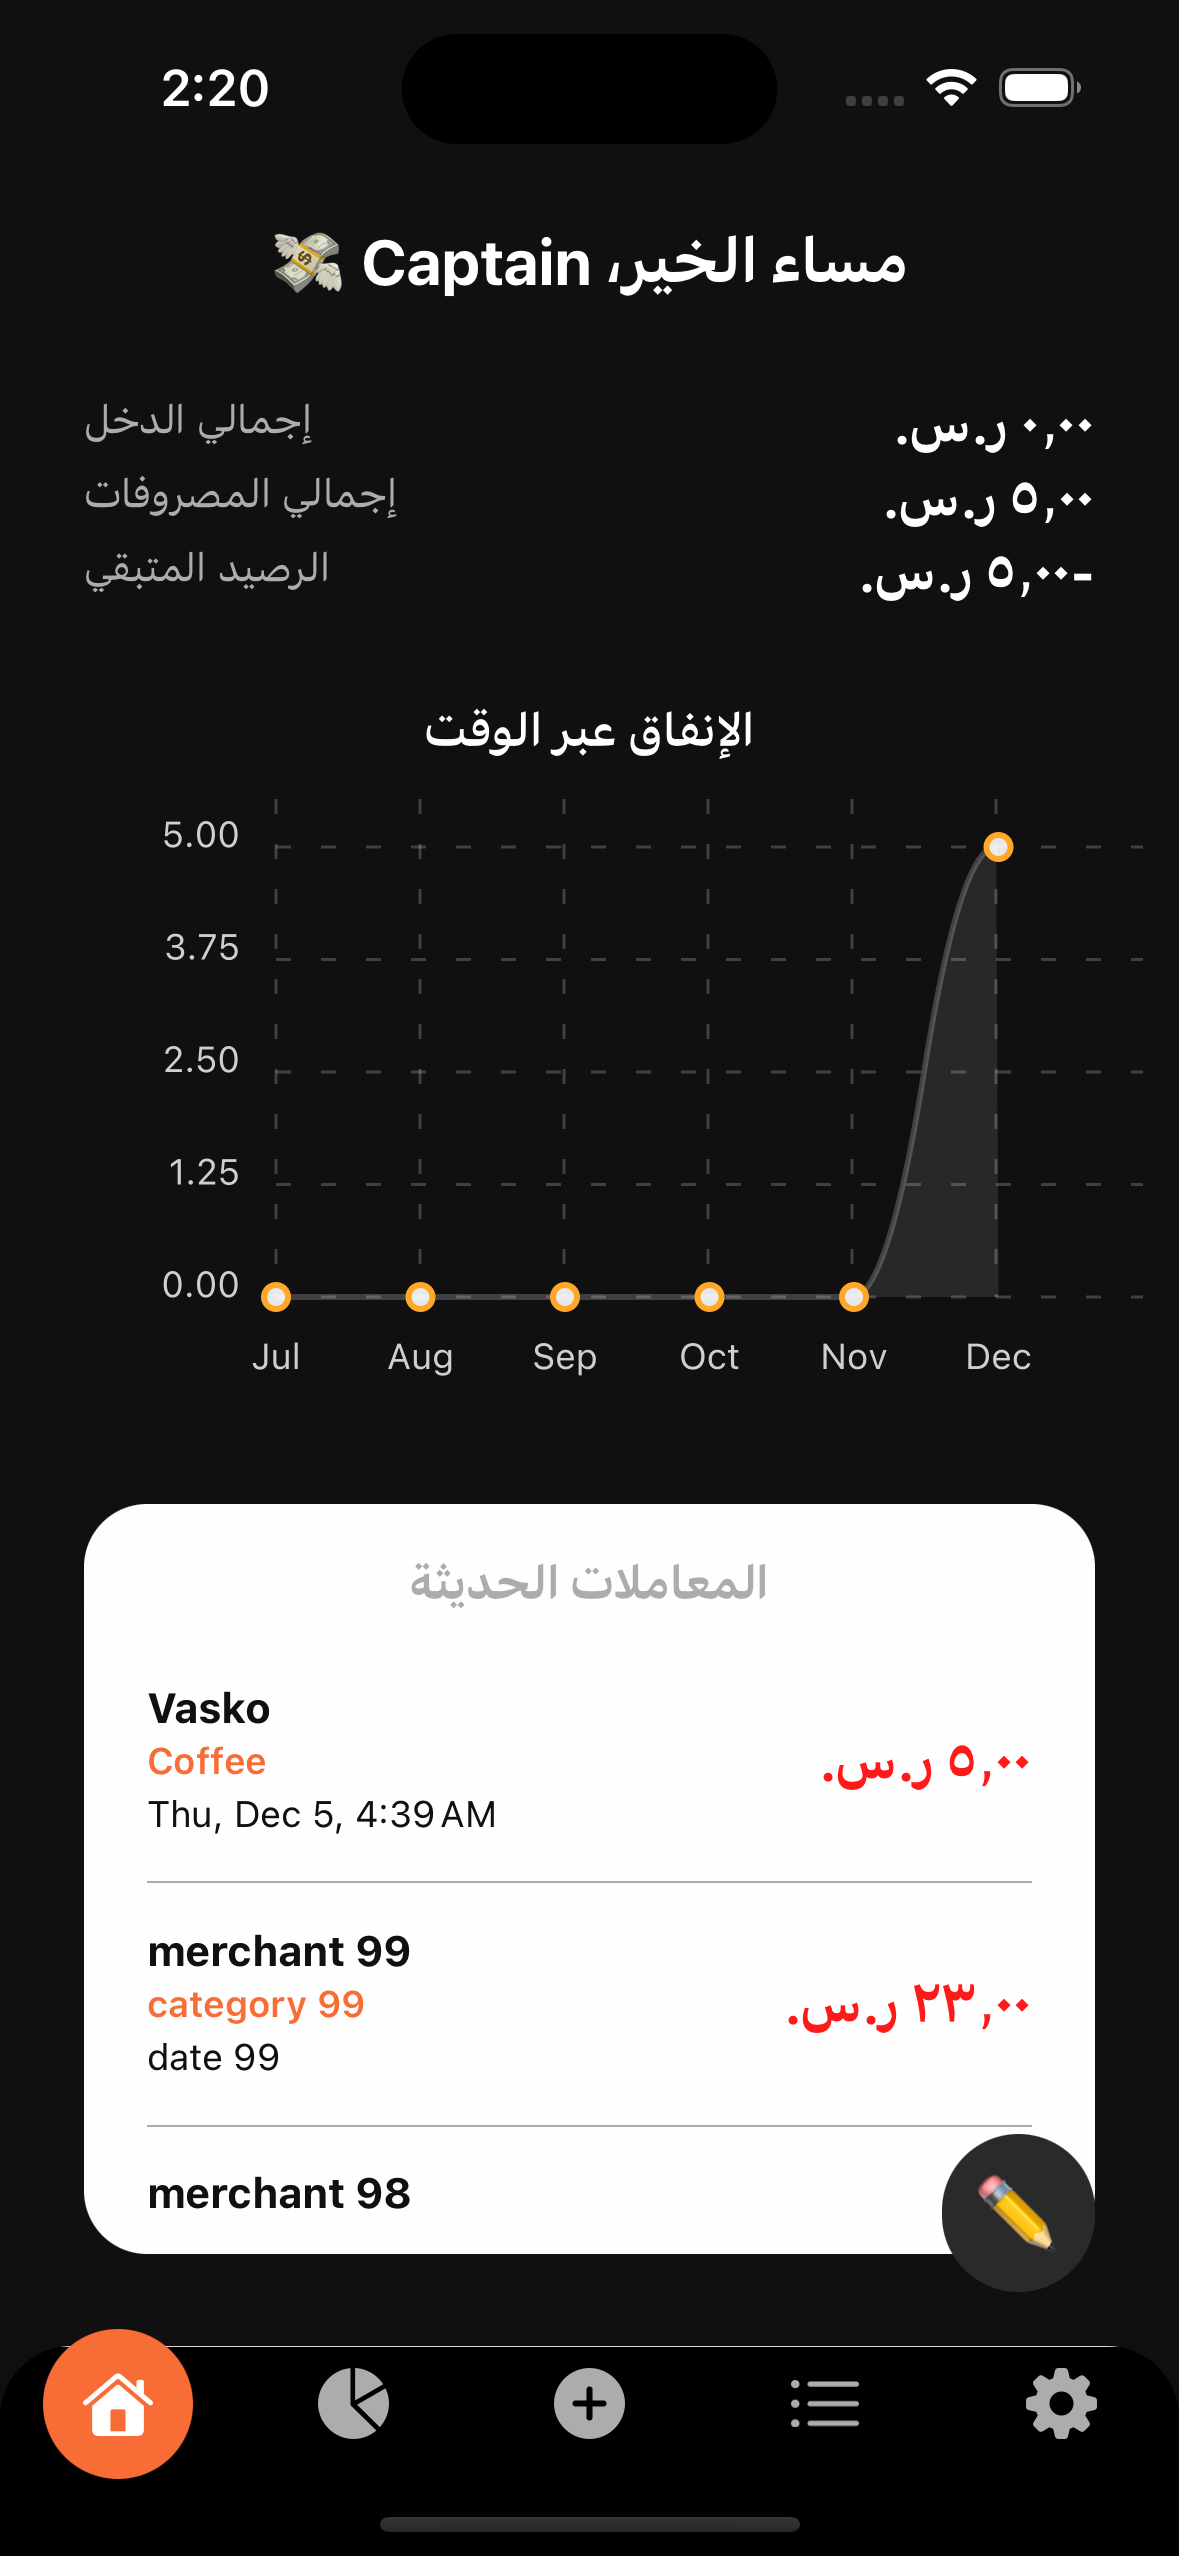 2:20
مساء الخير، Captain 💸
إجمالي الدخل
٠,٠٠ ر.س.
إجمالي المصروفات
٥,٠٠ ر.س.
الرصيد المتبقي
-٥,٠٠ ر.س.
الإنفاق عبر الوقت
5.00
3.75
2.50
1.25
0.00
Jul Aug Sep Oct Nov Dec
المعاملات الحديثة
Vasko
Coffee
Thu, Dec 5, 4:39 AM
٥,٠٠ ر.س.
merchant 99
category 99
date 99
٢٣,٠٠ ر.س.
merchant 98